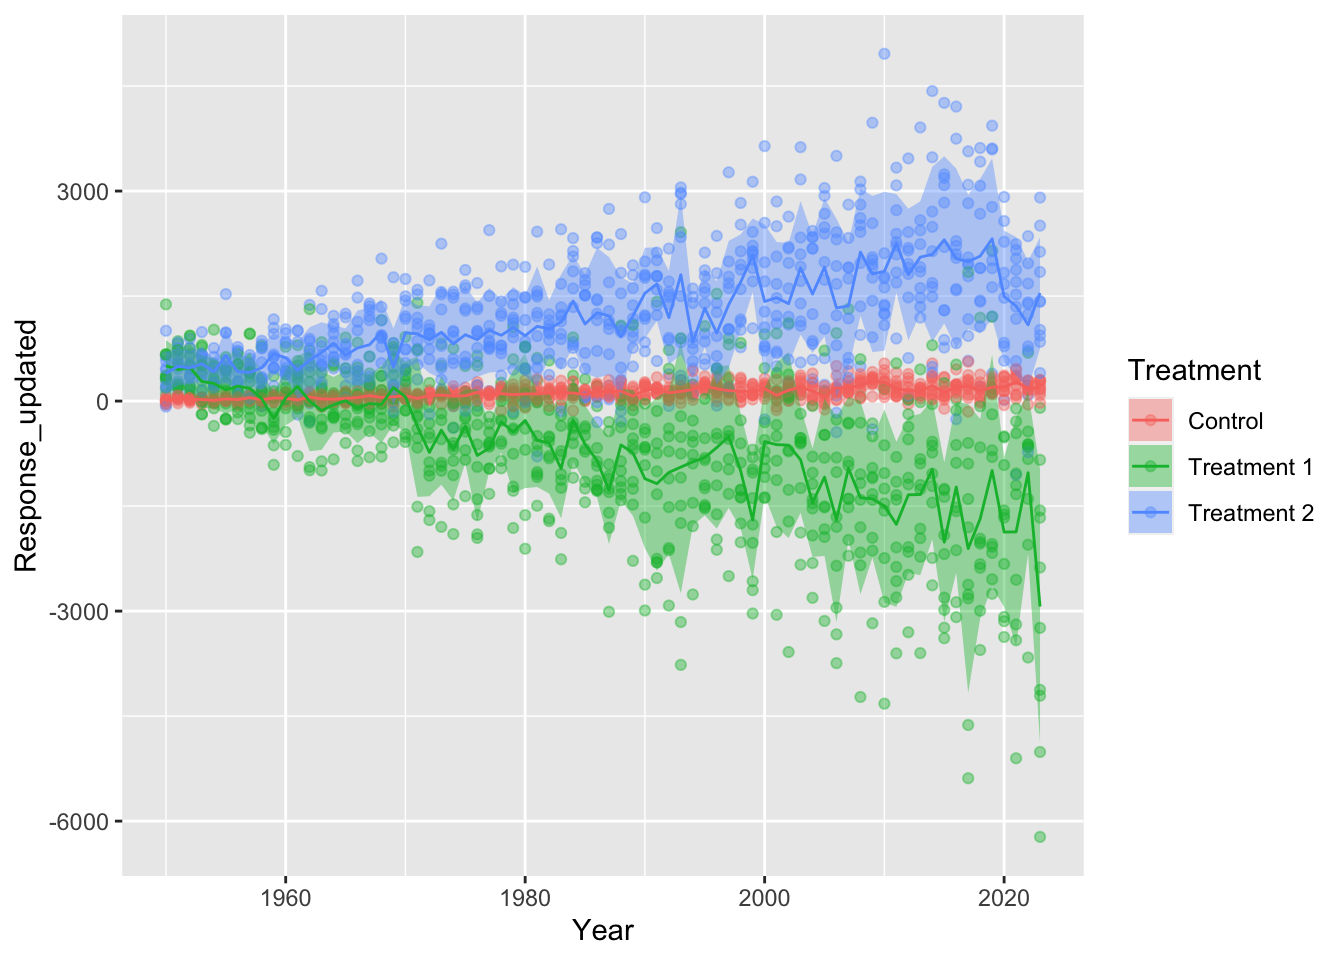 Response_updated
3000
0
-3000
-6000
1960
1980
2000
2020
Year
Treatment
Control
Treatment 1
Treatment 2